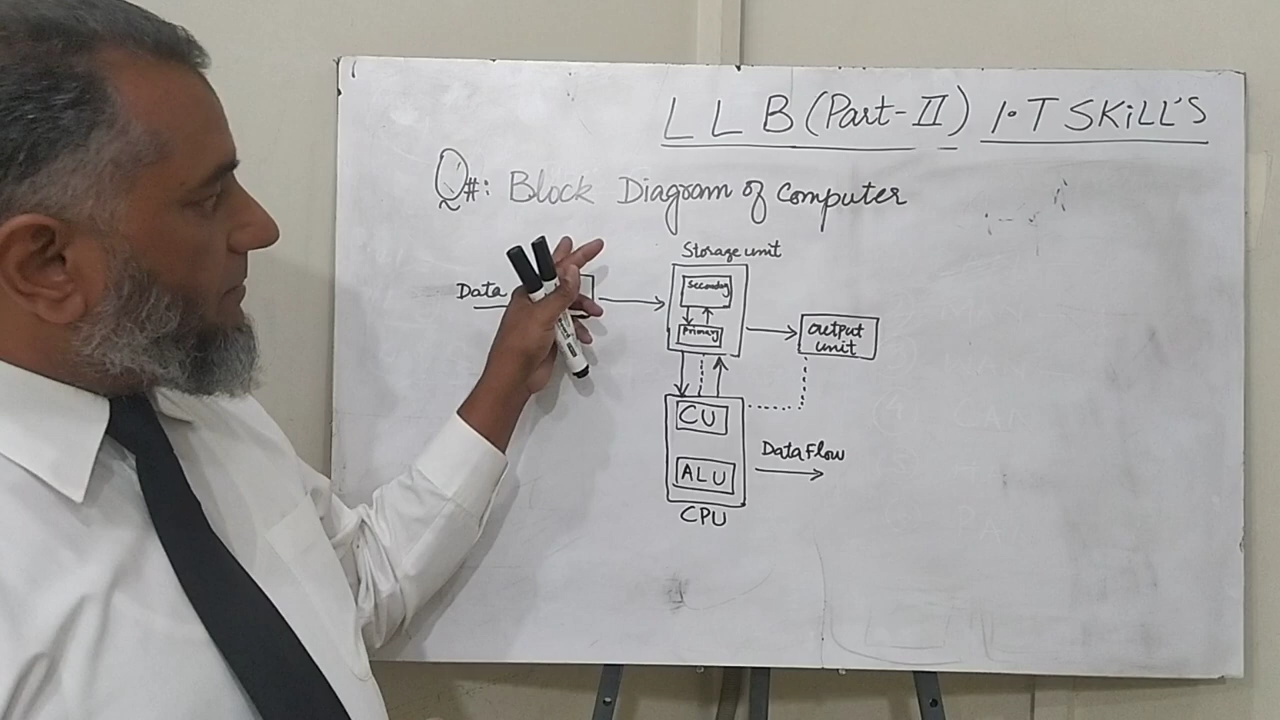 L L B (Part-II) I.T SKiLL'S
Q#: Block Diagram of Computer
Storage unit
Data
Secondary
Primary
output
unit
CU
Data Flow
ALU
CPU